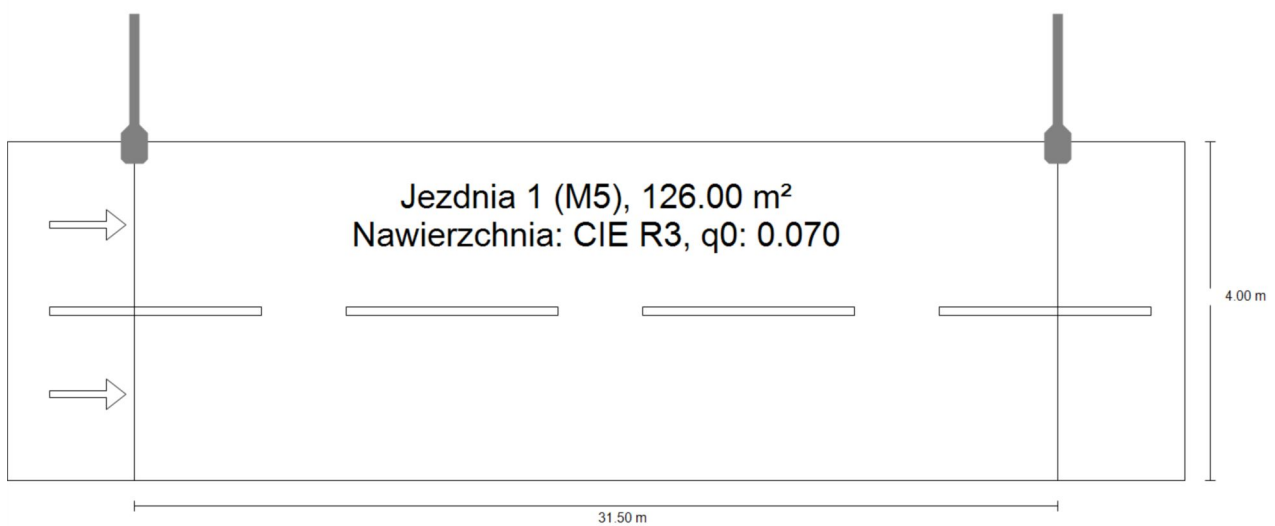 Jezdnia 1 (M5), 126.00 m²
Nawierzchnia: CIE R3, q0: 0.070
4.00 m
31.50 m